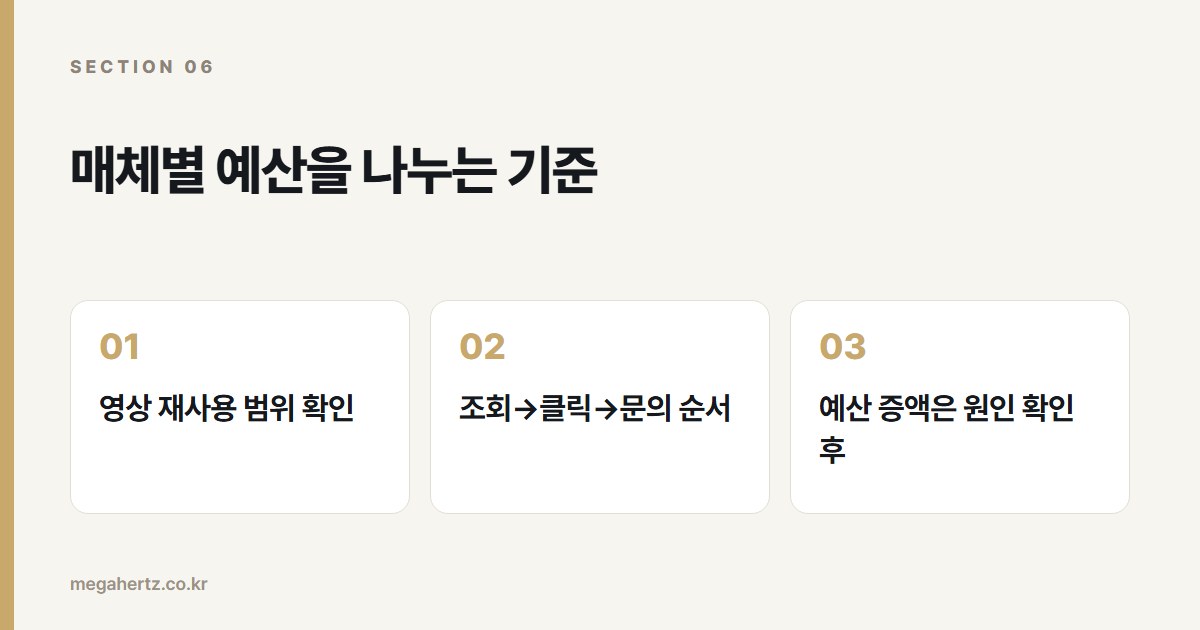 SECTION 06
매체별 예산을 나누는 기준
01
영상 재사용 범위 확인
02
조회→클릭→문의 순서
03
예산 증액은 원인 확인
후
megahertz.co.kr